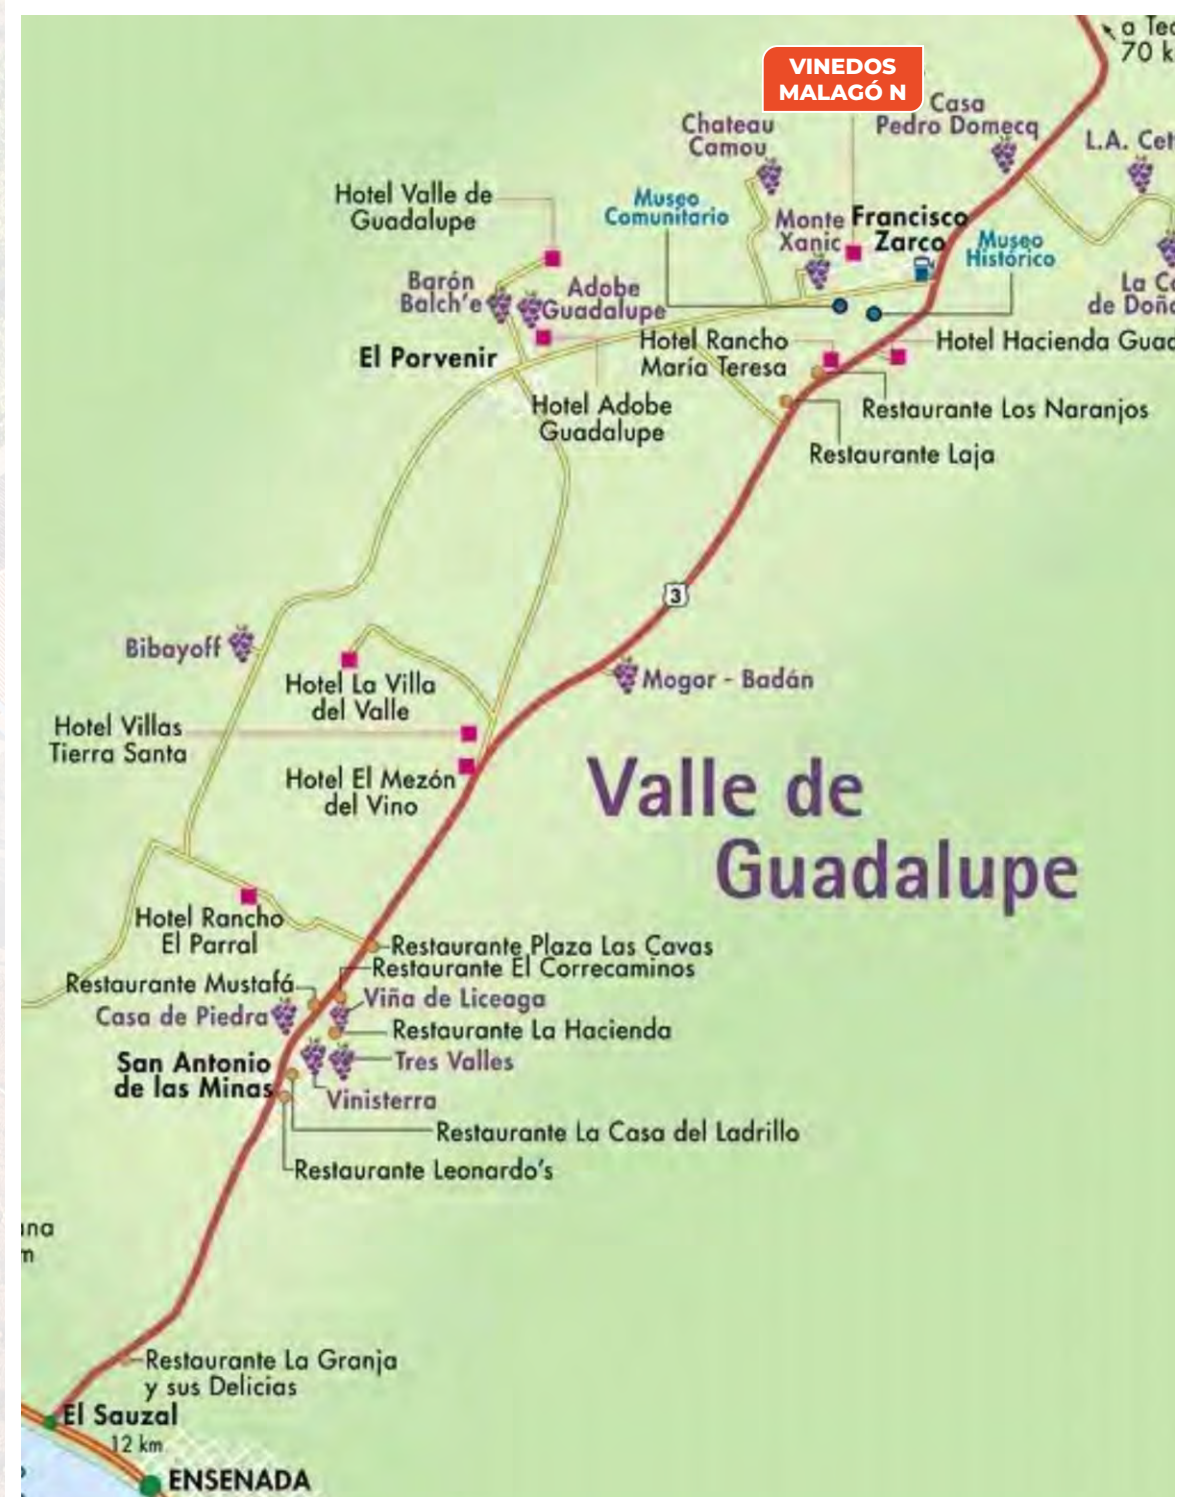 a Tec
70 k
VINEDOS
MALAGÓ N
Casa
Pedro Domecq
Chateau
Camou
L.A. Cet
Hotel Valle de
Guadalupe
Museo
Comunitario
Monte
Xanic
Francisco
Zarco
Museo
Histórico
Barón
Balch'e
Adobe
Guadalupe
La Ca
de Doña
El Porvenir
Hotel Rancho
María Teresa
Hotel Hacienda Guad
Hotel Adobe
Guadalupe
Restaurante Los Naranjos
Restaurante Laja
3
Bibayoff
Hotel La Villa
del Valle
Mogor - Badán
Hotel Villas
Tierra Santa
Hotel El Mezón
del Vino
Valle de
Guadalupe
Hotel Rancho
El Parral
Restaurante Plaza Las Cavas
Restaurante El Correcaminos
Restaurante Mustafá
Viña de Liceaga
Casa de Piedra
Restaurante La Hacienda
San Antonio
de las Minas
Tres Valles
Vinisterra
Restaurante La Casa del Ladrillo
Restaurante Leonardo's
ana
m
Restaurante La Granja
y sus Delicias
El Sauzal
12 km
ENSENADA